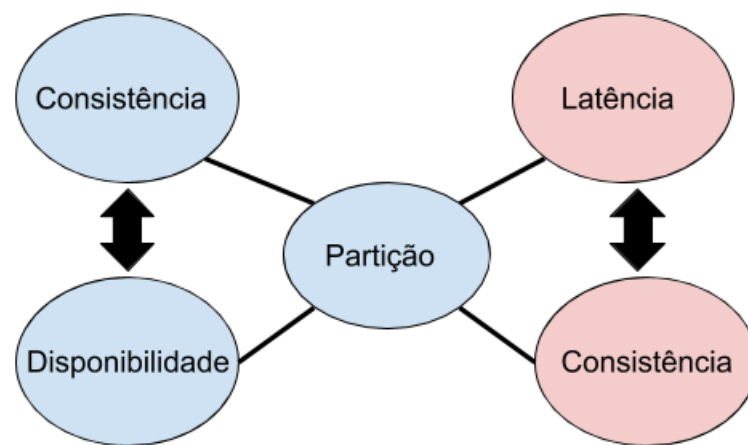 Consistência
Latência
Partição
Disponibilidade
Consistência